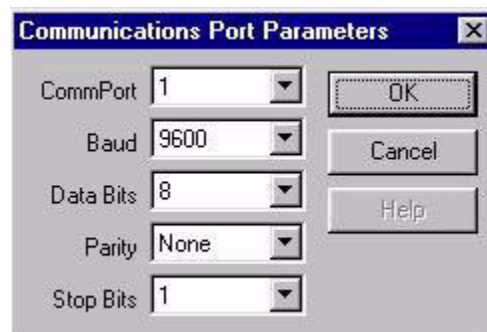 Communications Port Parameters
CommPort 1
Baud 9600
Data Bits 8
Parity None
Stop Bits 1
OK
Cancel
Help